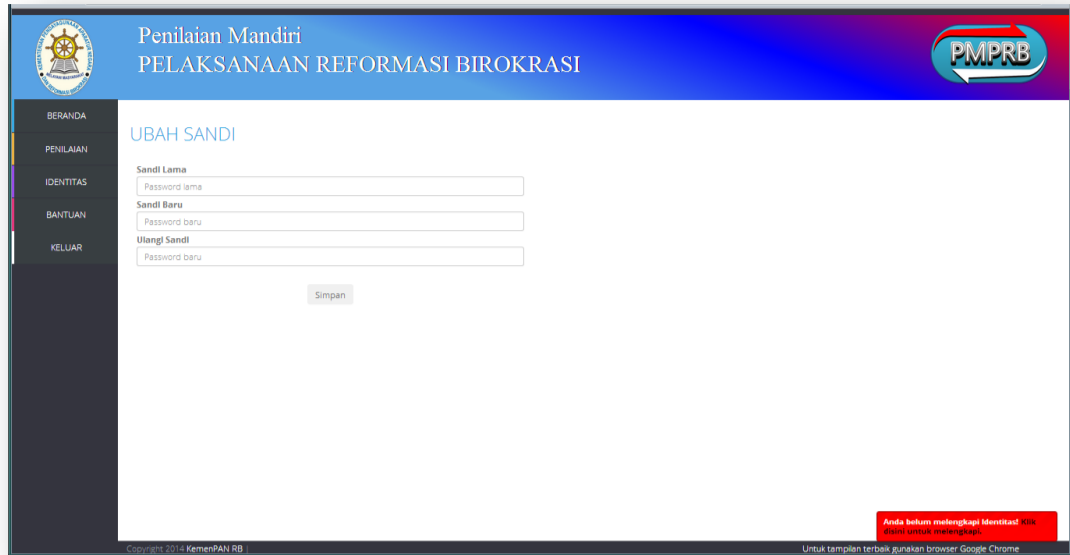 Penilaian Mandiri
PELAKSANAAN REFORMASI BIROKRASI
PMPRB
BERANDA
PENILAIAN
IDENTITAS
BANTUAN
KELUAR
UBAH SANDI
Sandi Lama
Password lama
Sandi Baru
Password baru
Ulangi Sandi
Password baru
Simpan
Anda belum melengkapi identitas! Klik
disini untuk melengkapi.
Copyright 2014 KemenPAN RB |
Untuk tampilan terbaik gunakan browser Google Chrome